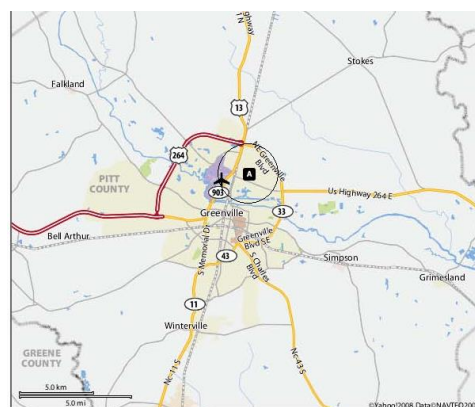 Highway
11 N
Stokes
Falkland
13
NE Greenville
Blvd
264
PITT
COUNTY
A
903
Us Highway 264 E
Greenville
33
Bell Arthur
S Memorial Dr
Greenville
Blvd SE
43
Simpson
S Charles
Blvd
Grimesland
11
Winterville
GREENE
COUNTY
Nc-11 S
Nc-43 S
5.0 km
5.0 mi
©Yahoo!2008 Data©NAVTEQ200